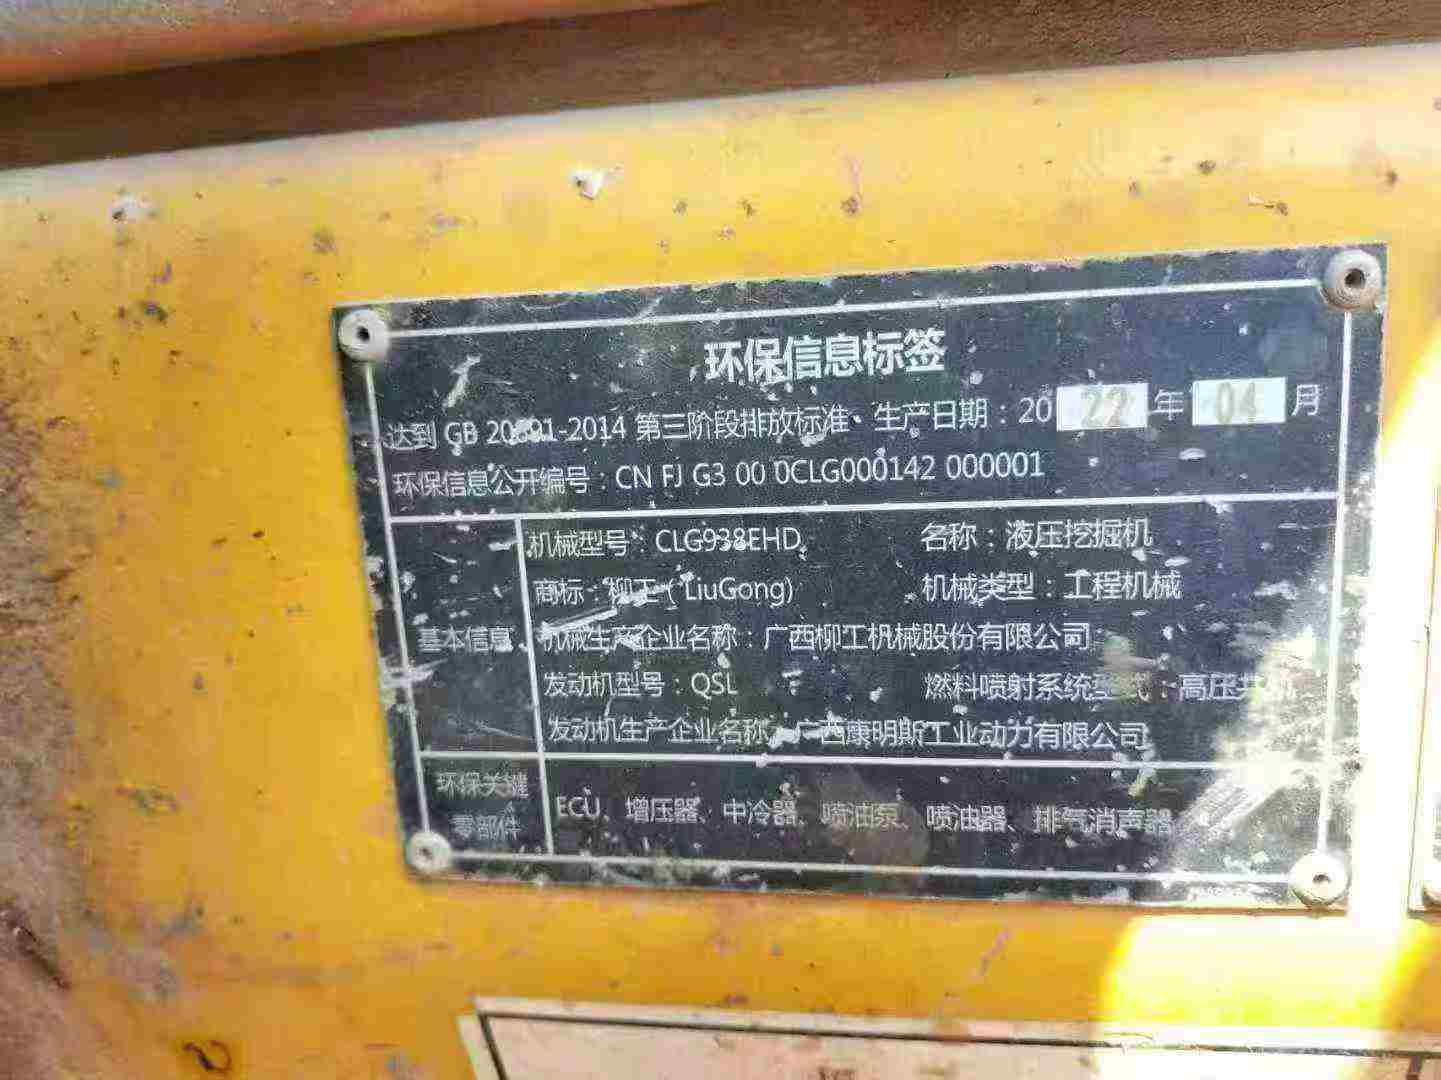 环保信息标签
达到 GB 20891-2014 第三阶段排放标准 生产日期：2022年04月
环保信息公开编号：CN FJ G3 00 0CLG000142 000001
基本信息
机械型号：CLG938EHD 名称：液压挖掘机
商标：柳工（LiuGong) 机械类型：工程机械
机械生产企业名称：广西柳工机械股份有限公司
发动机型号：QSL 燃料喷射系统型式：高压共轨
发动机生产企业名称：广西康明斯工业动力有限公司
环保关键
零部件
ECU、增压器、中冷器、喷油泵、喷油器、排气消声器